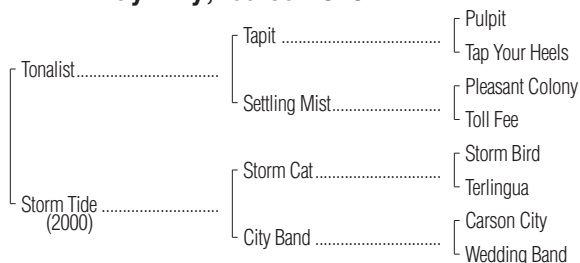 Pulpit
Tapit
Tap Your Heels
Tonalist
Pleasant Colony
Settling Mist
Toll Fee
Storm Bird
Storm Cat
Terlingua
Storm Tide
(2000)
Carson City
City Band
Wedding Band